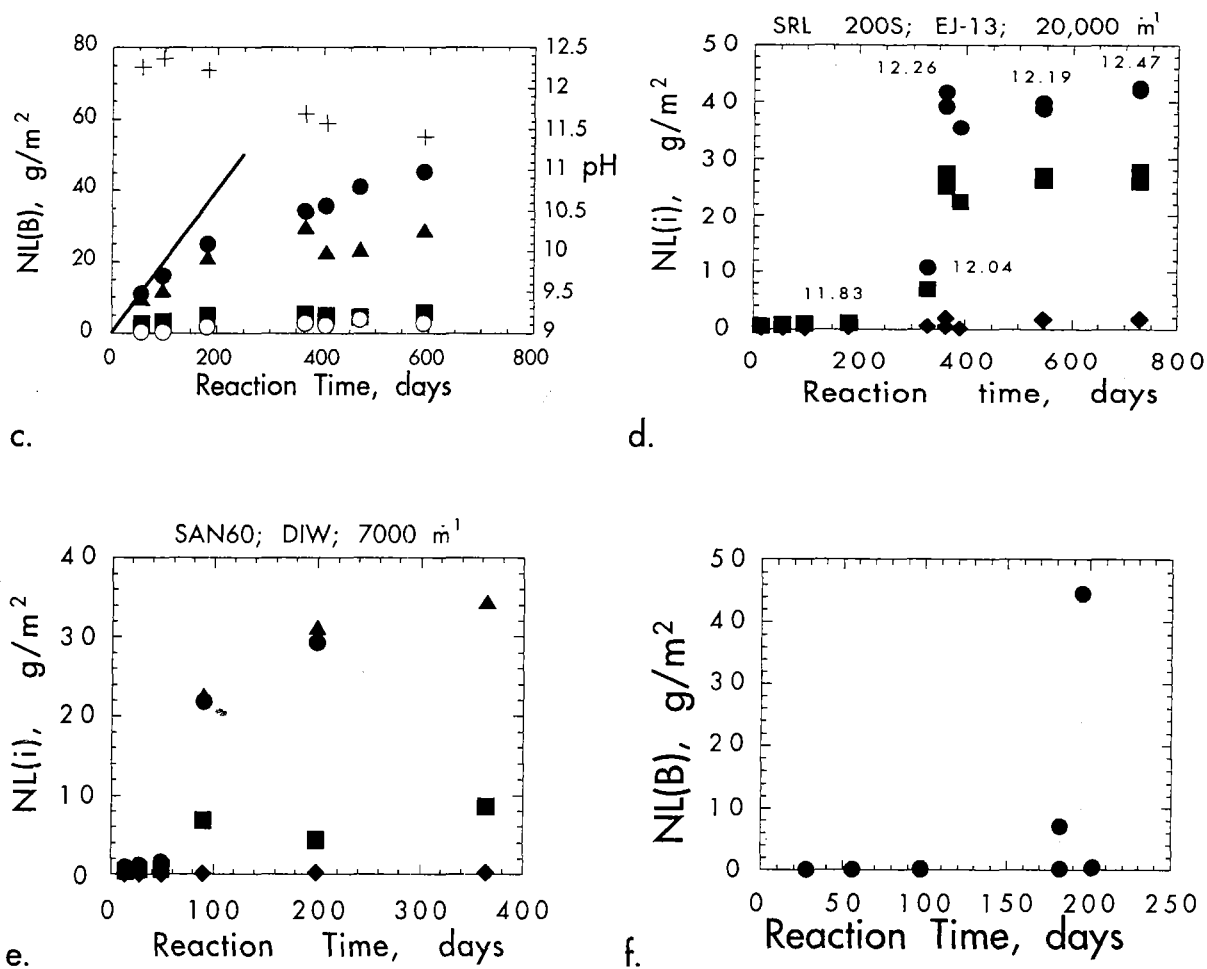 80
60
40
20
0
NL(B), g/m²
12.5
12
11.5
11
10.5
10
9.5
9
pH
0 200 400 600 800
Reaction Time, days
c.
SRL 200S; EJ-13; 20,000 ṁ¹
50
40
30
20
10
0
NL(i), g/m²
12.26
12.19
12.47
12.04
11.83
0 200 400 600 800
Reaction time, days
d.
SAN60; DIW; 7000 ṁ¹
40
30
20
10
0
NL(i), g/m²
0 100 200 300 400
Reaction Time, days
e.
50
40
30
20
10
0
NL(B), g/m²
0 50 100 150 200 250
Reaction Time, days
f.